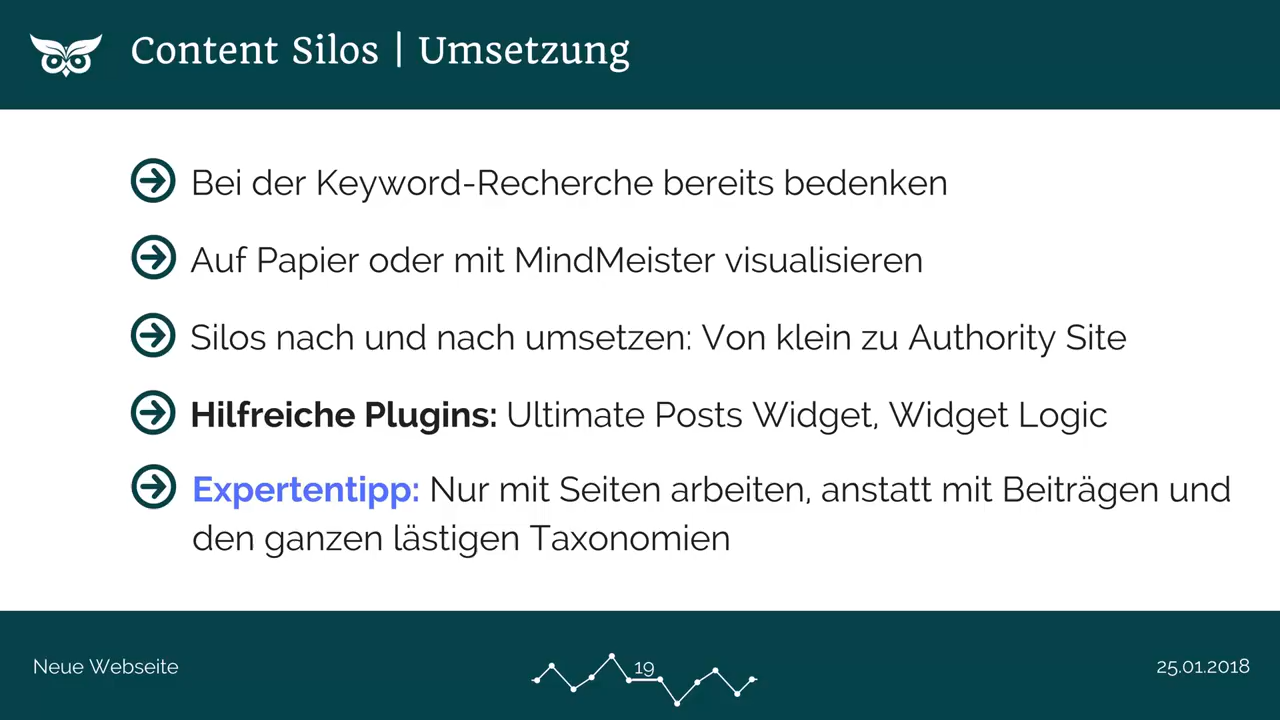 Content Silos | Umsetzung
Bei der Keyword-Recherche bereits bedenken
Auf Papier oder mit MindMeister visualisieren
Silos nach und nach umsetzen: Von klein zu Authority Site
Hilfreiche Plugins: Ultimate Posts Widget, Widget Logic
Expertentipp: Nur mit Seiten arbeiten, anstatt mit Beiträgen und
den ganzen lästigen Taxonomien
Neue Webseite
19
25.01.2018